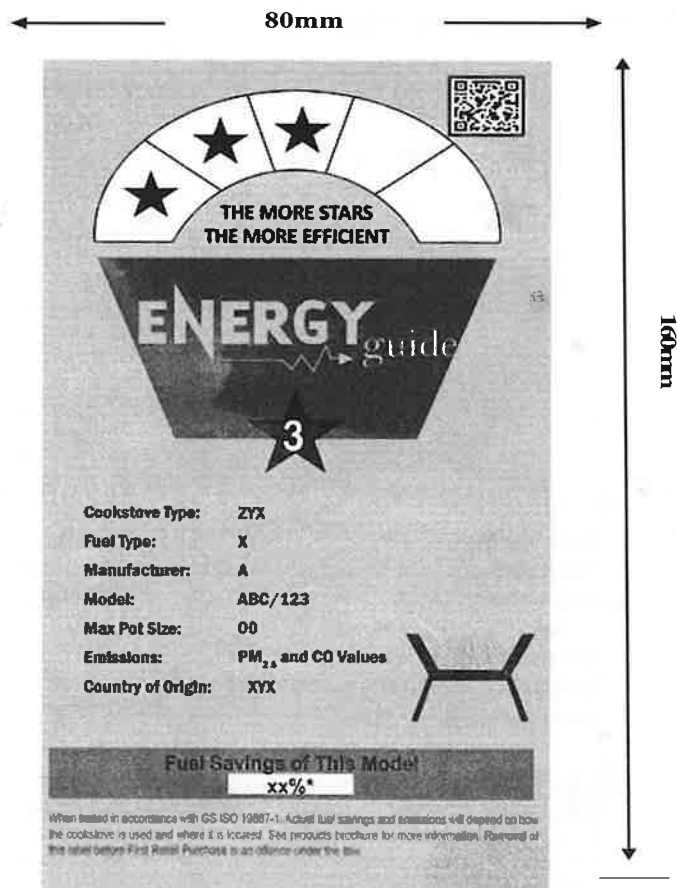 80mm
THE MORE STARS
THE MORE EFFICIENT
ENERGY
guide
3
Cookstove Type: ZYX
Fuel Type: X
Manufacturer: A
Model: ABC/123
Max Pot Size: 00
Emissions: PM2.5 and CO Values
Country of Origin: XYX
Fuel Savings of This Model
xx%*
When tested in accordance with GS ISO 19867-1. Actual fuel savings and emissions will depend on how
the cookstove is used and where it is located. See products brochure for more information. Removal of
this label before First Retail Purchase is an offence under the law.
160mm